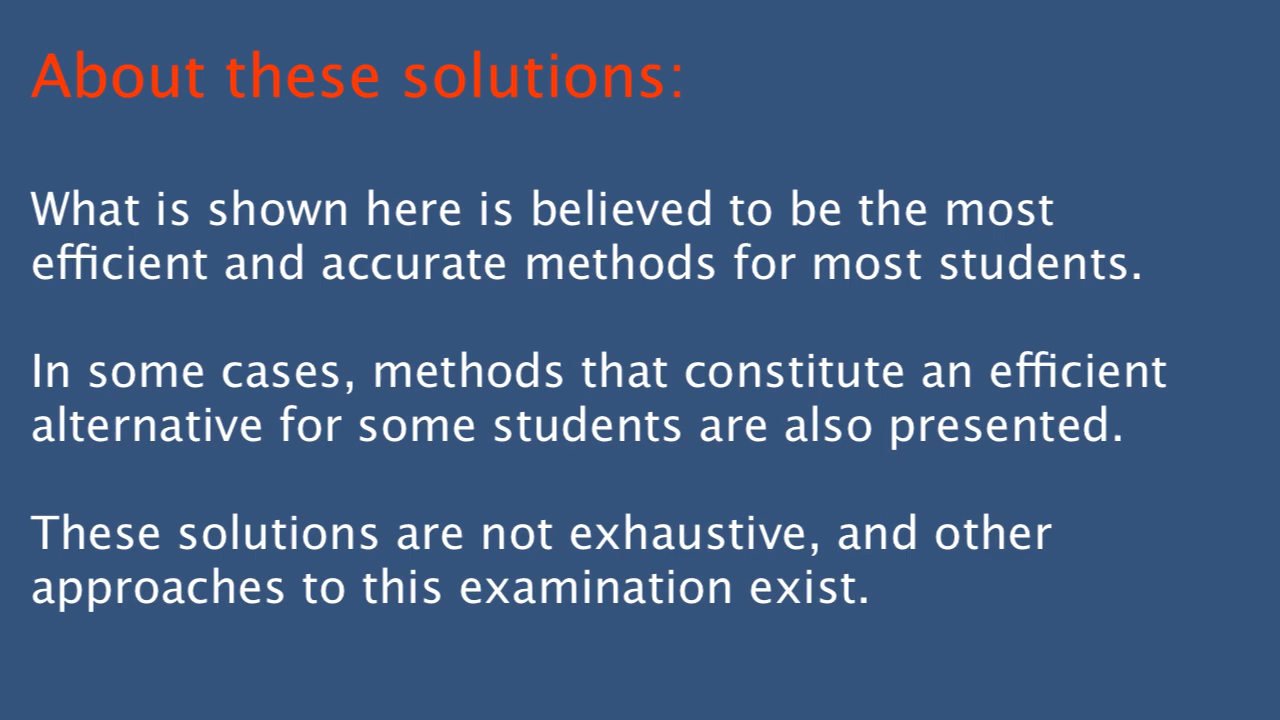 About these solutions:
What is shown here is believed to be the most
efficient and accurate methods for most students.
In some cases, methods that constitute an efficient
alternative for some students are also presented.
These solutions are not exhaustive, and other
approaches to this examination exist.